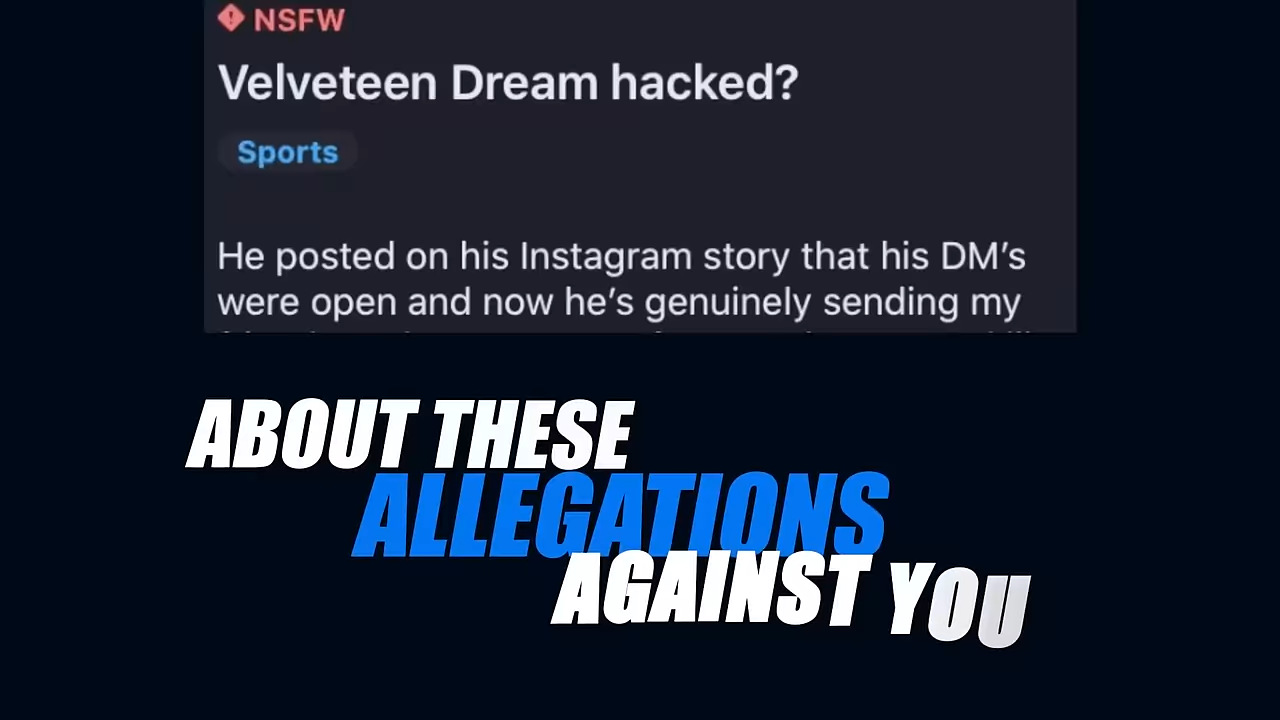 NSFW
Velveteen Dream hacked?
Sports
He posted on his Instagram story that his DM’s
were open and now he’s genuinely sending my
ABOUT THESE
ALLEGATIONS
AGAINST YOU